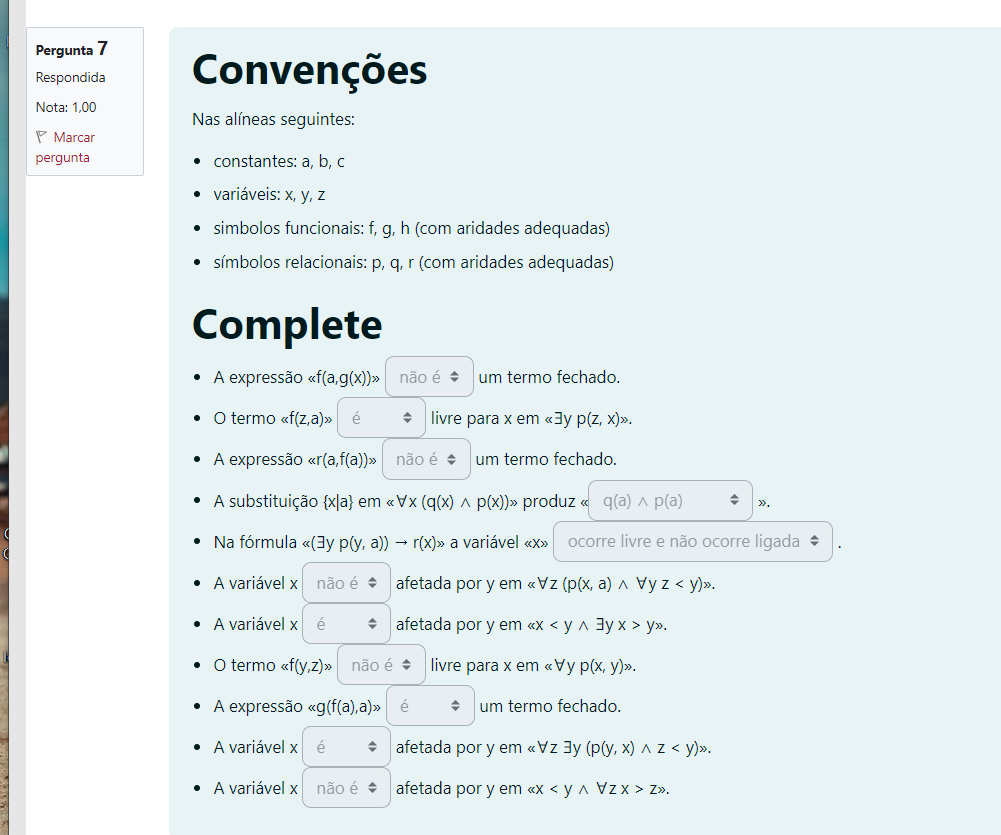 Pergunta 7
Respondida
Nota: 1,00
Marcar
pergunta
Convenções
Nas alíneas seguintes:
• constantes: a, b, c
• variáveis: x, y, z
• simbolos funcionais: f, g, h (com aridades adequadas)
• símbolos relacionais: p, q, r (com aridades adequadas)
Complete
• A expressão «f(a,g(x))» não é um termo fechado.
• O termo «f(z,a)» é livre para x em «∃y p(z, x)».
• A expressão «r(a,f(a))» não é um termo fechado.
• A substituição {x|a} em «∀x (q(x) ∧ p(x))» produz « q(a) ∧ p(a) ».
• Na fórmula «(∃y p(y, a)) → r(x)» a variável «x» ocorre livre e não ocorre ligada .
• A variável x não é afetada por y em «∀z (p(x, a) ∧ ∀y z < y)».
• A variável x é afetada por y em «x < y ∧ ∃y x > y».
• O termo «f(y,z)» não é livre para x em «∀y p(x, y)».
• A expressão «g(f(a),a)» é um termo fechado.
• A variável x é afetada por y em «∀z ∃y (p(y, x) ∧ z < y)».
• A variável x não é afetada por y em «x < y ∧ ∀z x > z».